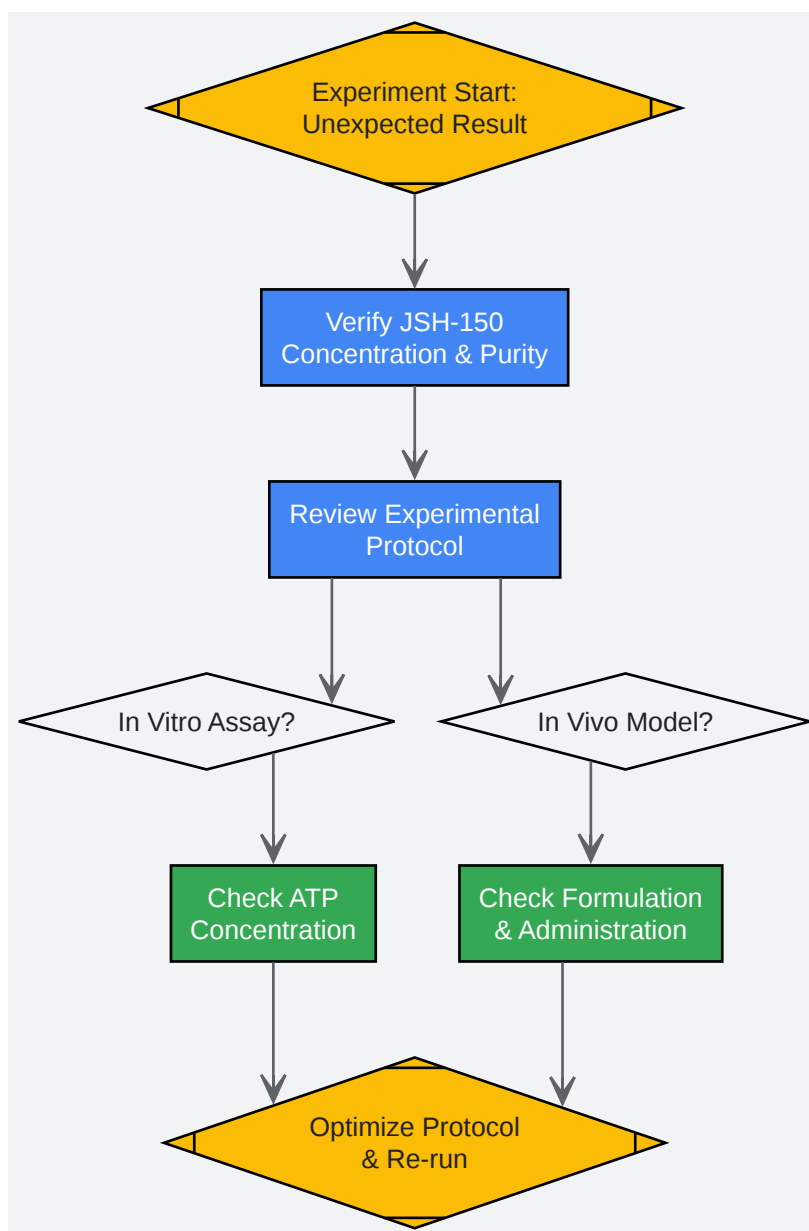 Experiment Start:
Unexpected Result
Verify JSH-150
Concentration & Purity
Review Experimental
Protocol
In Vitro Assay?
In Vivo Model?
Check ATP
Concentration
Check Formulation
& Administration
Optimize Protocol
& Re-run